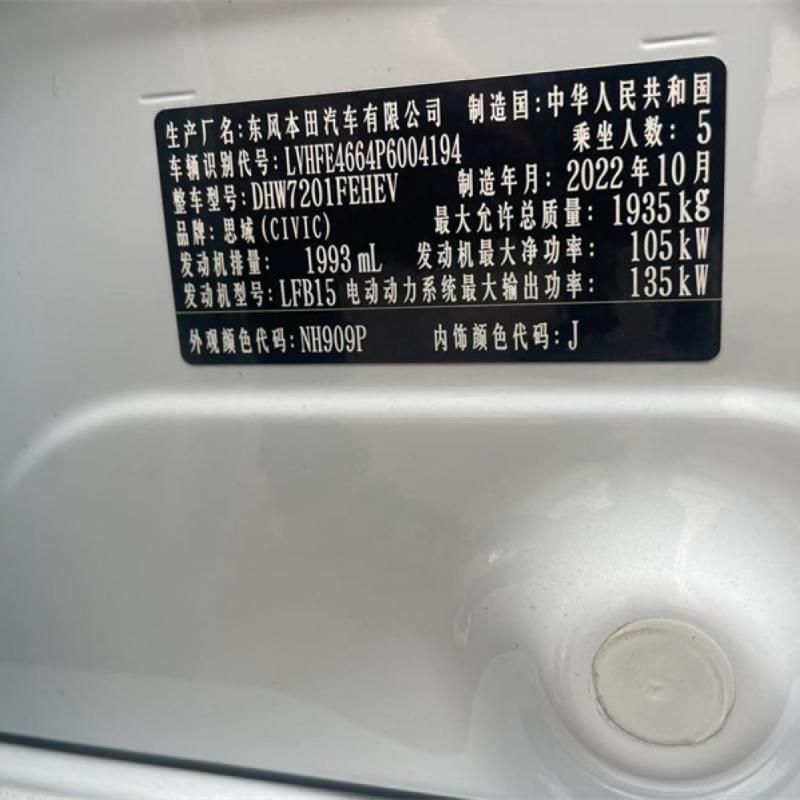 生产厂名:东风本田汽车有限公司 制造国:中华人民共和国
车辆识别代号:LVHFE4664P6004194 乘坐人数:5
整车型号:DHW7201FEHEV 制造年月:2022年10月
品牌:思域(CIVIC) 最大允许总质量:1935kg
发动机排量:1993mL 发动机最大净功率:105kW
发动机型号:LFB15 电动动力系统最大输出功率:135kW
外观颜色代码:NH909P 内饰颜色代码:J